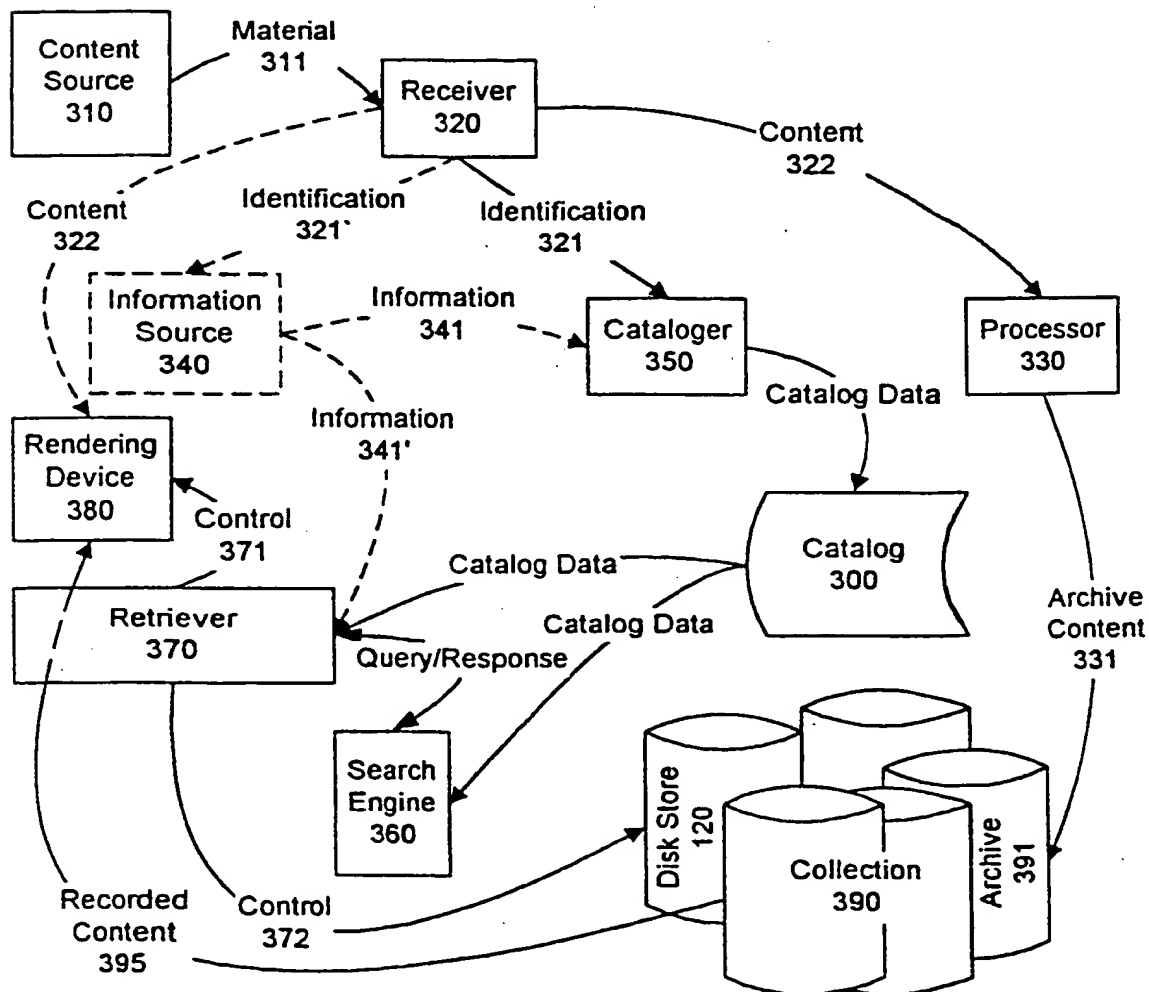 Content
Source
310
Material
311
Receiver
320
Content
322
Content
322
Identification
321'
Identification
321
Information
Source
340
Information
341
Cataloger
350
Processor
330
Catalog Data
Information
341'
Rendering
Device
380
Control
371
Catalog
300
Catalog Data
Catalog Data
Archive
Content
331
Retriever
370
Query/Response
Search
Engine
360
Disk Store
120
Collection
390
Archive
391
Recorded
Content
395
Control
372